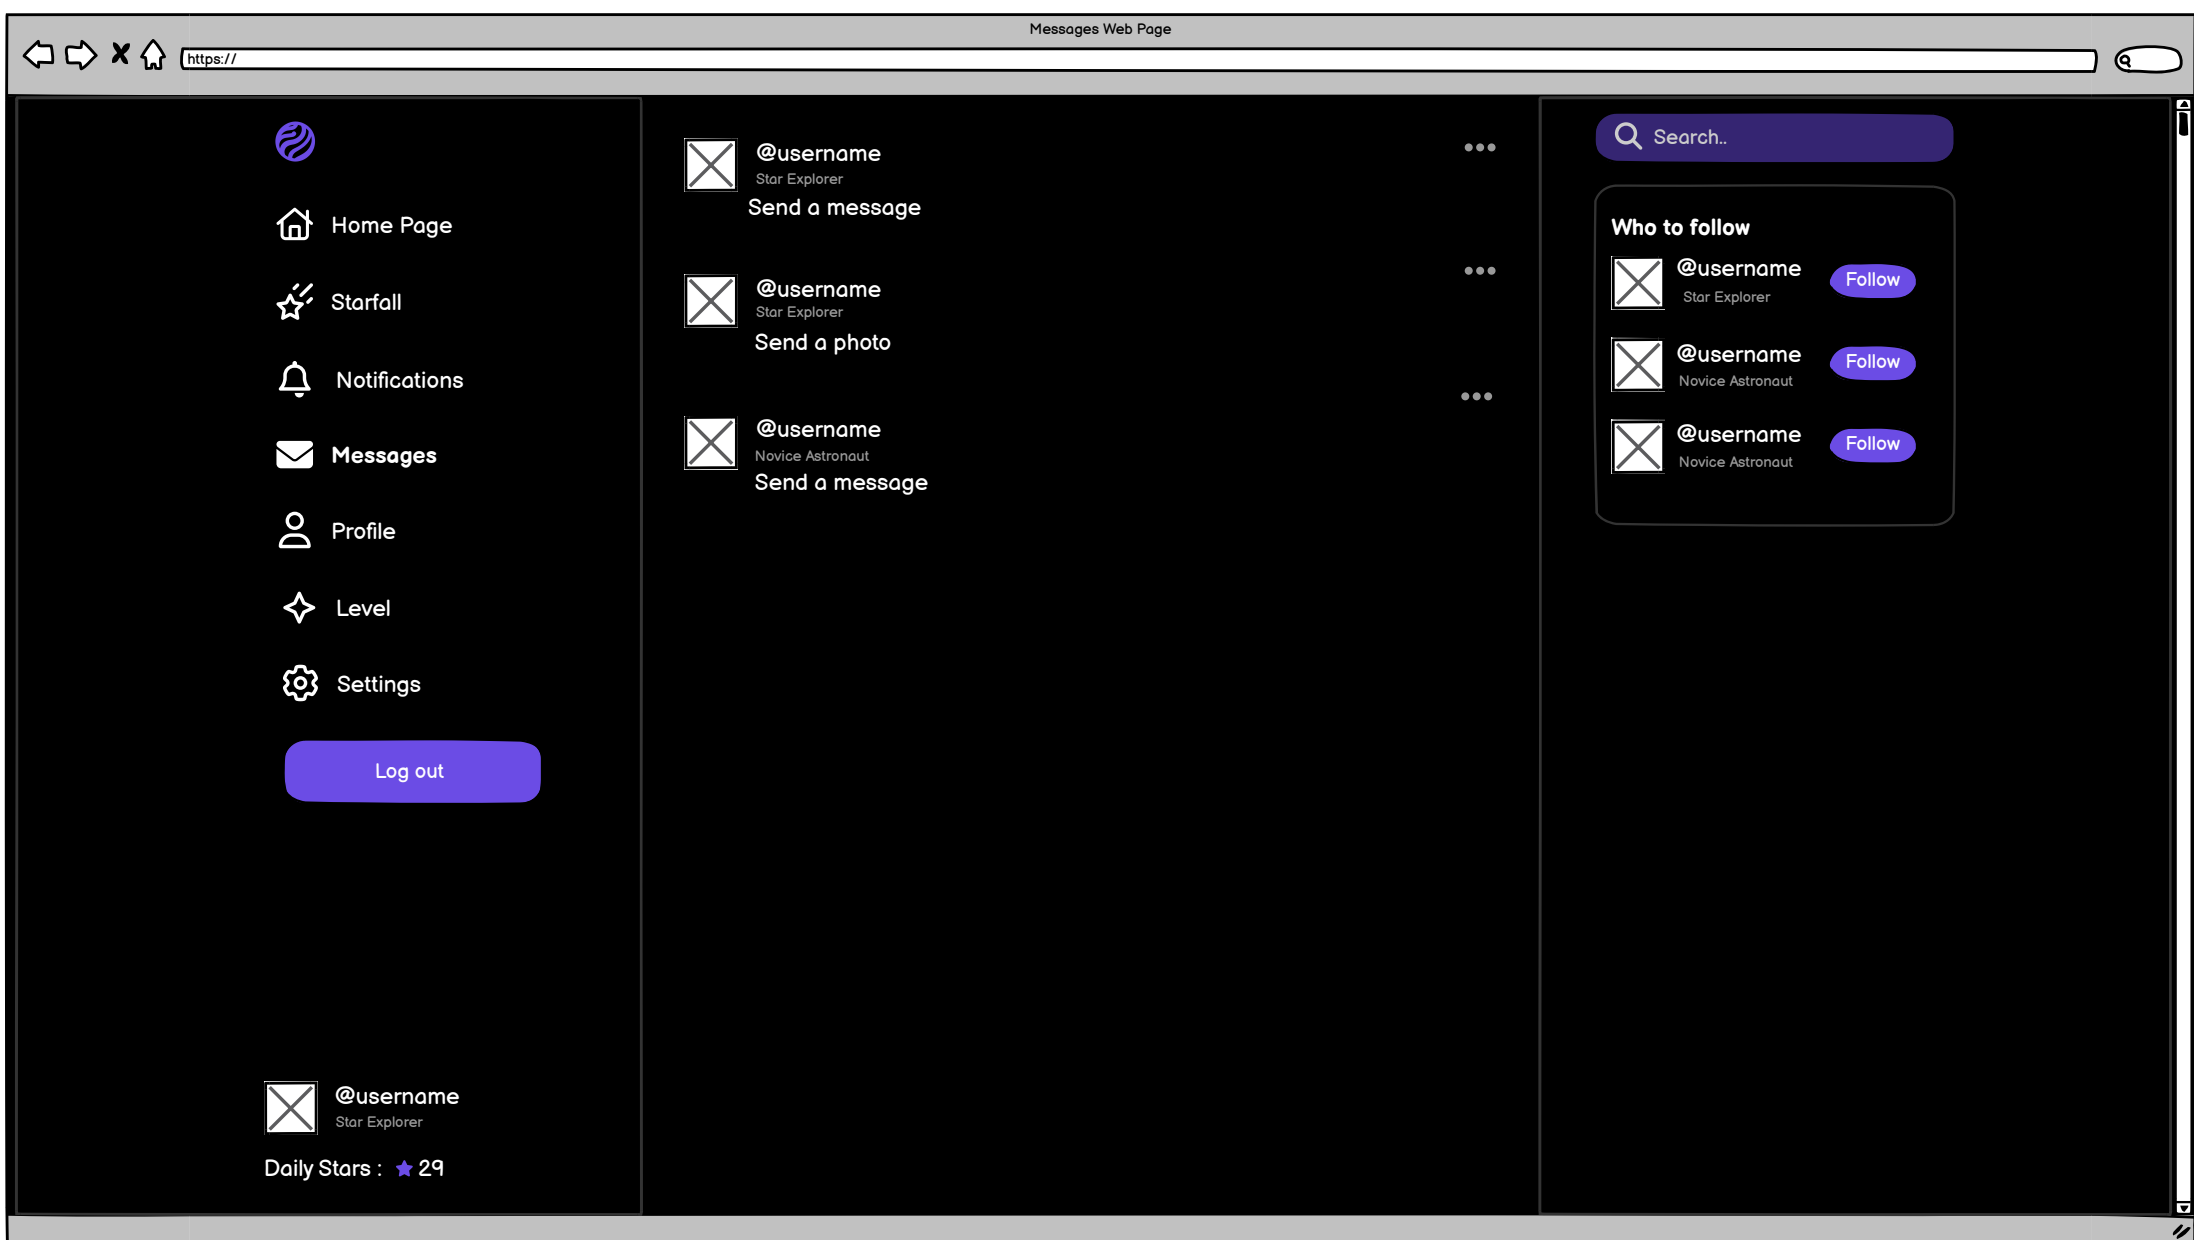 Messages Web Page
https://
Home Page
Starfall
Notifications
Messages
Profile
Level
Settings
Log out
@username
Star Explorer
Daily Stars : 29
@username
Star Explorer
Send a message
@username
Star Explorer
Send a photo
@username
Novice Astronaut
Send a message
Search..
Who to follow
@username
Star Explorer
Follow
@username
Novice Astronaut
Follow
@username
Novice Astronaut
Follow